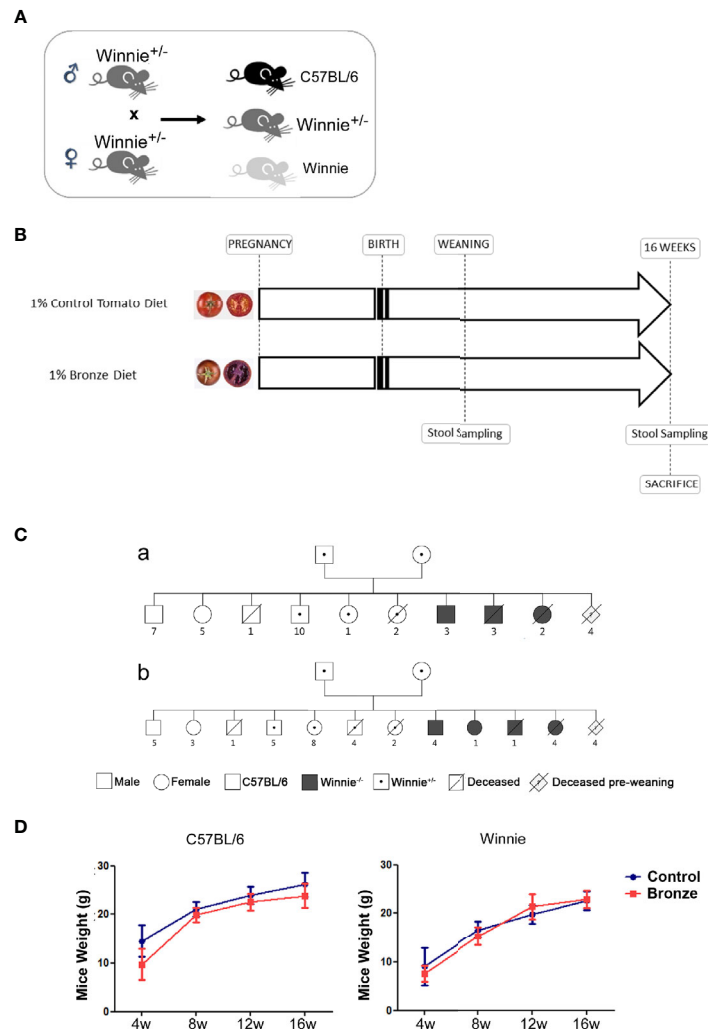 A
Winnie+/-
C57BL/6
x
Winnie+/-
Winnie+/-
Winnie
B
PREGNANCY
BIRTH
WEANING
16 WEEKS
1% Control Tomato Diet
1% Bronze Diet
Stool Sampling
Stool Sampling
SACRIFICE
C
a
7 5 1 10 1 2 3 3 2 4
b
5 3 1 5 8 4 2 4 1 1 4 4
Male Female C57BL/6 Winnie-/- Winnie+/- Deceased Deceased pre-weaning
D
C57BL/6
Winnie
Control
Bronze
Mice Weight (g)
30
20
10
0
4w 8w 12w 16w
Mice Weight (g)
30
20
10
0
4w 8w 12w 16w